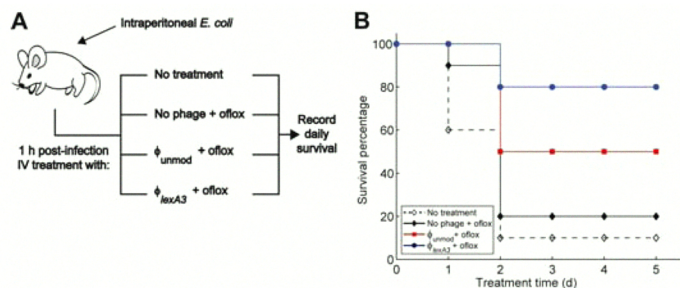 A
Intraperitoneal E. coli
No treatment
No phage + oflox
ϕunmod + oflox
ϕlexA3 + oflox
1 h post-infection
IV treatment with:
Record
daily
survival
B
Survival percentage
100
80
60
40
20
0
No treatment
No phage + oflox
ϕunmod + oflox
ϕlexA3 + oflox
0 1 2 3 4 5
Treatment time (d)